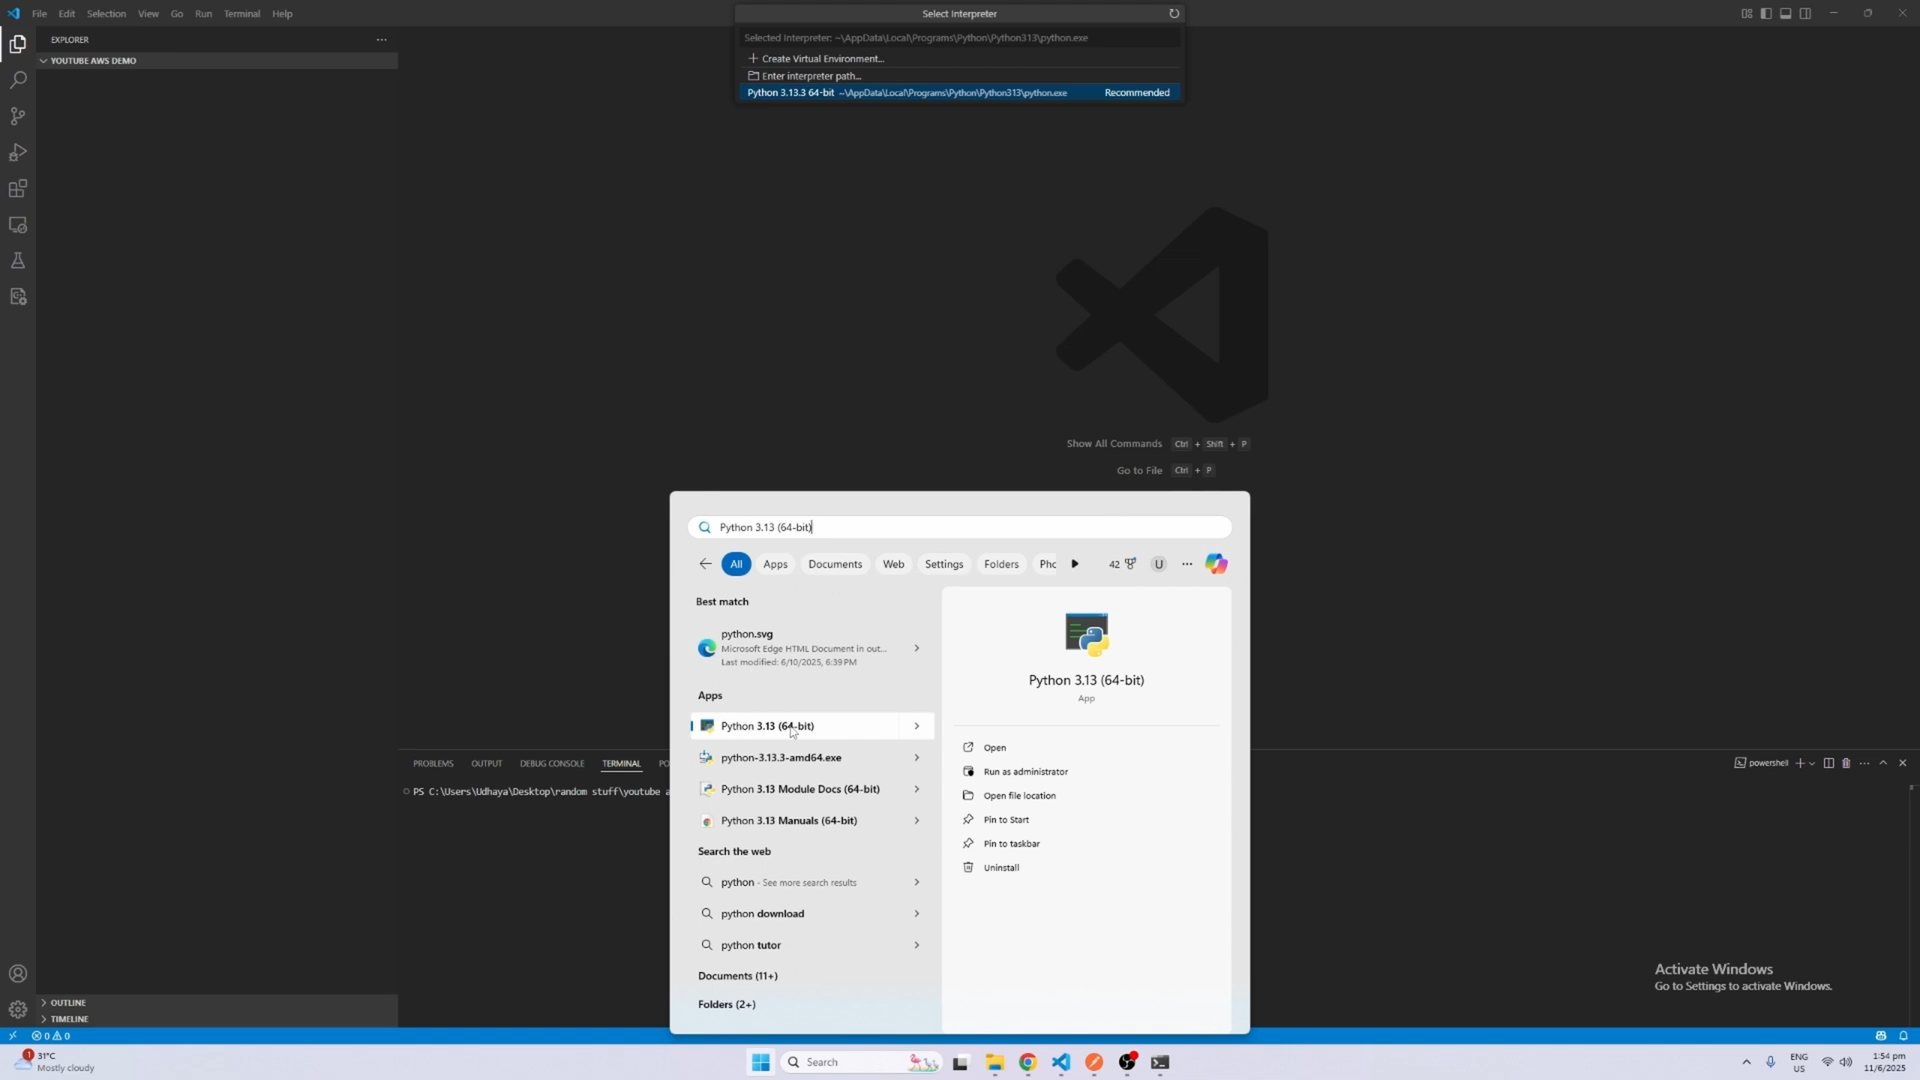 File Edit Selection View Go Run Terminal Help
Select Interpreter
EXPLORER
YOUTUBE AWS DEMO
Selected Interpreter: ~\AppData\Local\Programs\Python\Python313\python.exe
Create Virtual Environment...
Enter interpreter path...
Python 3.13.3 64-bit ~\AppData\Local\Programs\Python\Python313\python.exe Recommended
Show All Commands Ctrl + Shift + P
Go to File Ctrl + P
Python 3.13 (64-bit)
All Apps Documents Web Settings Folders Pho 42 U
Best match
python.svg
Microsoft Edge HTML Document in out...
Last modified: 6/10/2025, 6:39 PM
Apps
Python 3.13 (64-bit)
python-3.13.3-amd64.exe
Python 3.13 Module Docs (64-bit)
Python 3.13 Manuals (64-bit)
Search the web
python - See more search results
python download
python tutor
Documents (11+)
Folders (2+)
Python 3.13 (64-bit)
App
Open
Run as administrator
Open file location
Pin to Start
Pin to taskbar
Uninstall
PROBLEMS OUTPUT DEBUG CONSOLE TERMINAL PO
powershell
PS C:\Users\Udhaya\Desktop\random stuff\youtube a
Activate Windows
Go to Settings to activate Windows.
OUTLINE
TIMELINE
0 0
1
31°C
Mostly cloudy
Search
ENG
US
1:54 pm
11/6/2025